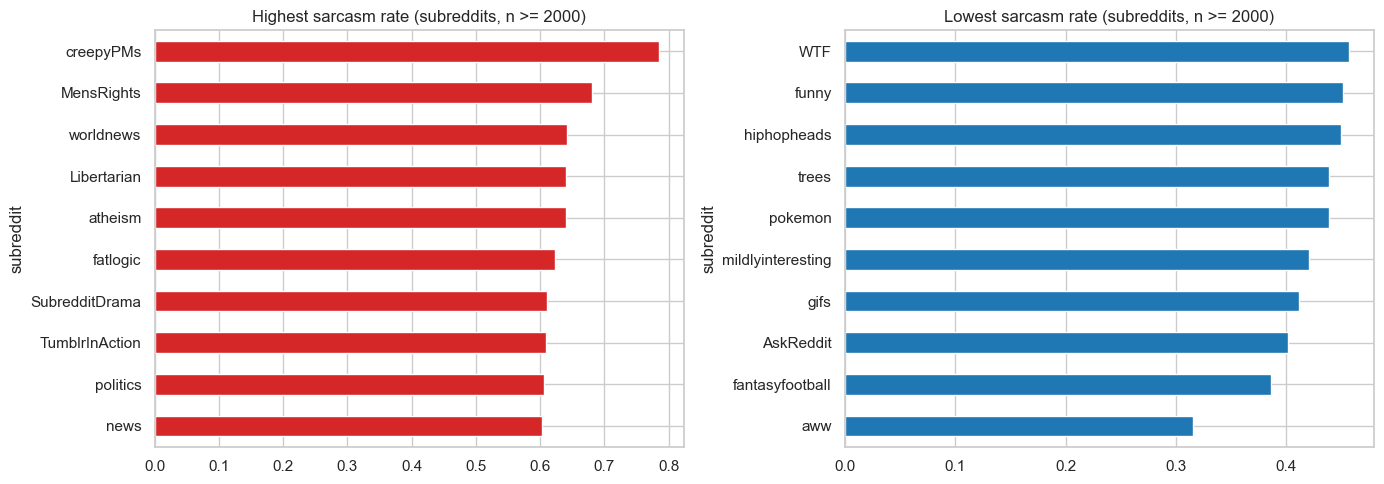 Highest sarcasm rate (subreddits, n >= 2000)
subreddit
creepyPMs
MensRights
worldnews
Libertarian
atheism
fatlogic
SubredditDrama
TumblrInAction
politics
news
0.0 0.1 0.2 0.3 0.4 0.5 0.6 0.7 0.8
Lowest sarcasm rate (subreddits, n >= 2000)
subreddit
WTF
funny
hiphopheads
trees
pokemon
mildlyinteresting
gifs
AskReddit
fantasyfootball
aww
0.0 0.1 0.2 0.3 0.4